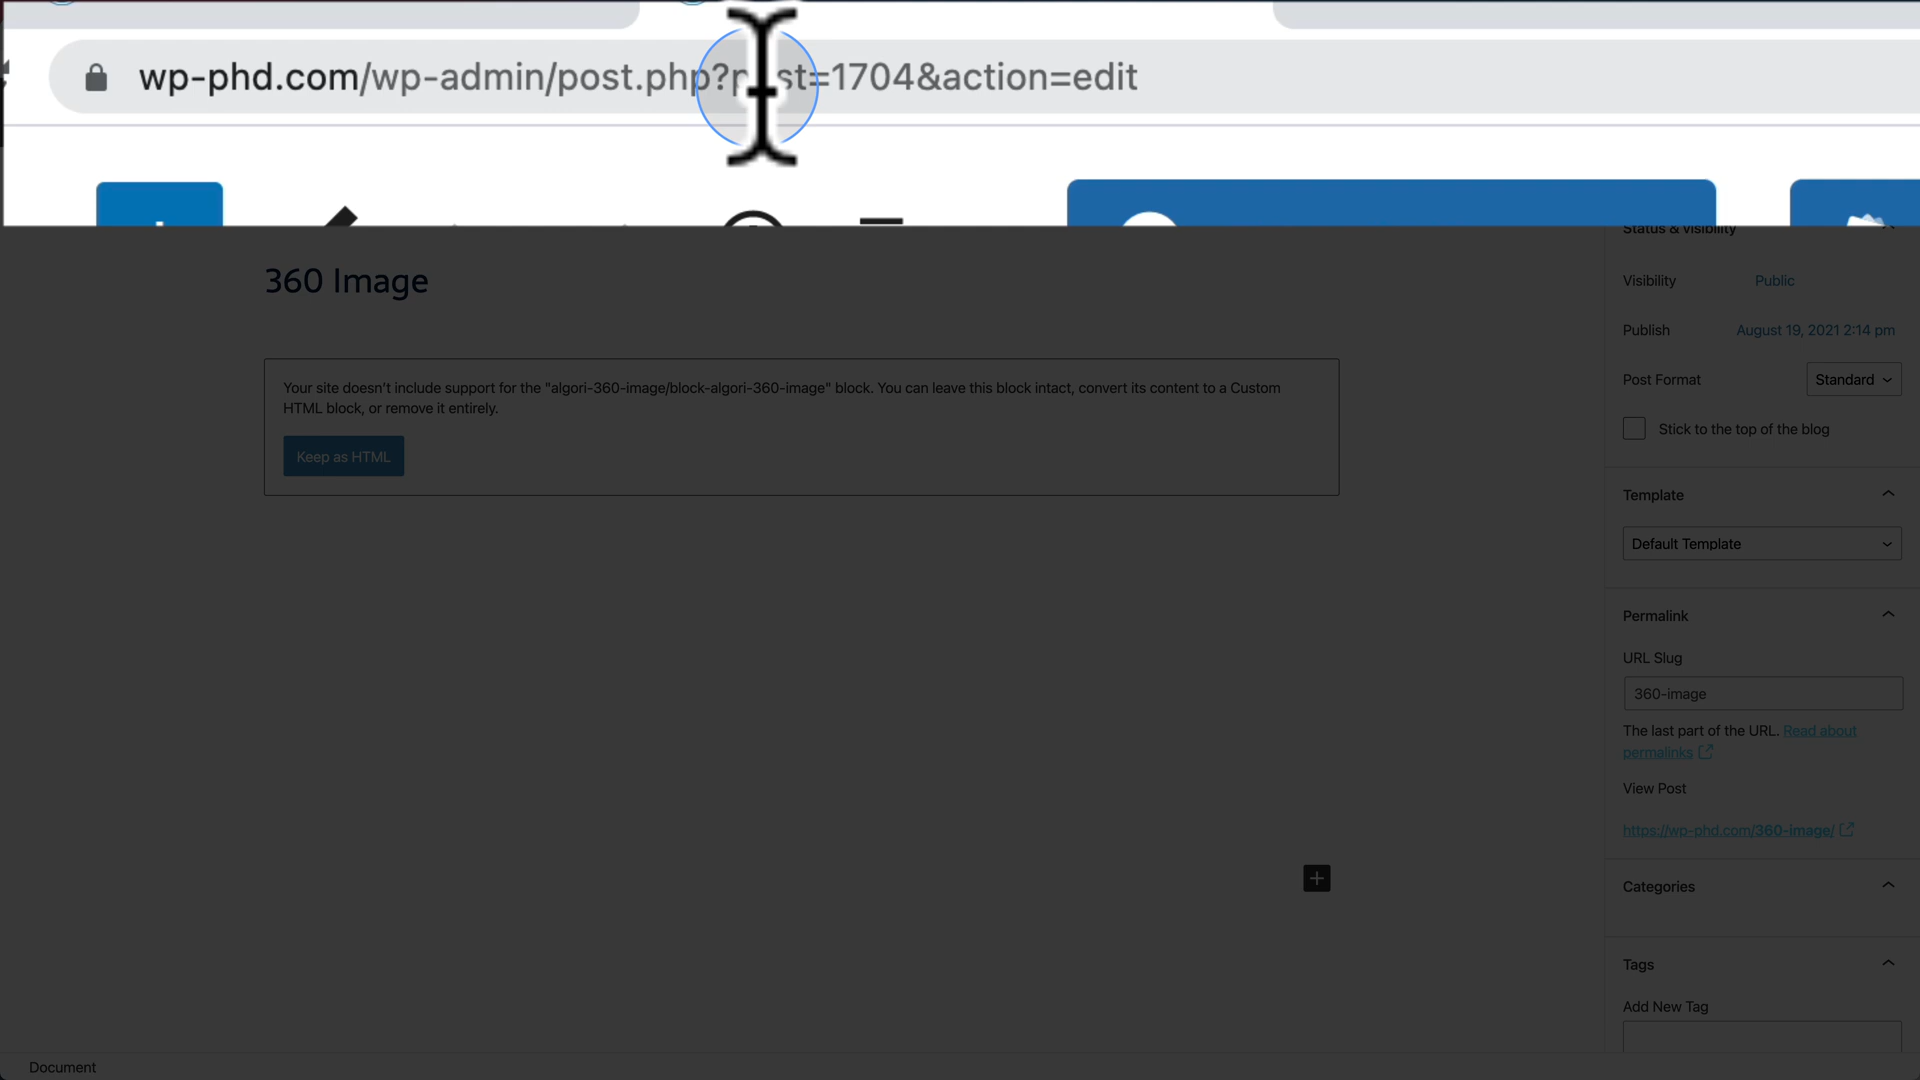 wp-phd.com/wp-admin/post.php?post=1704&action=edit
Status & visibility
360 Image
Visibility
Public
Publish
August 19, 2021 2:14 pm
Post Format
Standard
Your site doesn't include support for the "algori-360-image/block-algori-360-image" block. You can leave this block intact, convert its content to a Custom
HTML block, or remove it entirely.
Keep as HTML
Stick to the top of the blog
Template
Default Template
Permalink
URL Slug
360-image
The last part of the URL. Read about
permalinks
View Post
https://wp-phd.com/360-image/
Categories
Tags
Add New Tag
Document